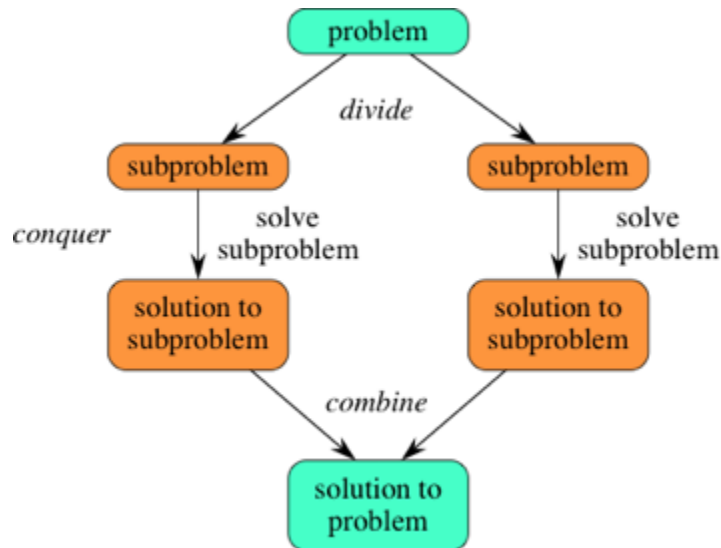 problem
divide
subproblem
subproblem
conquer
solve
subproblem
solve
subproblem
solution to
subproblem
solution to
subproblem
combine
solution to
problem